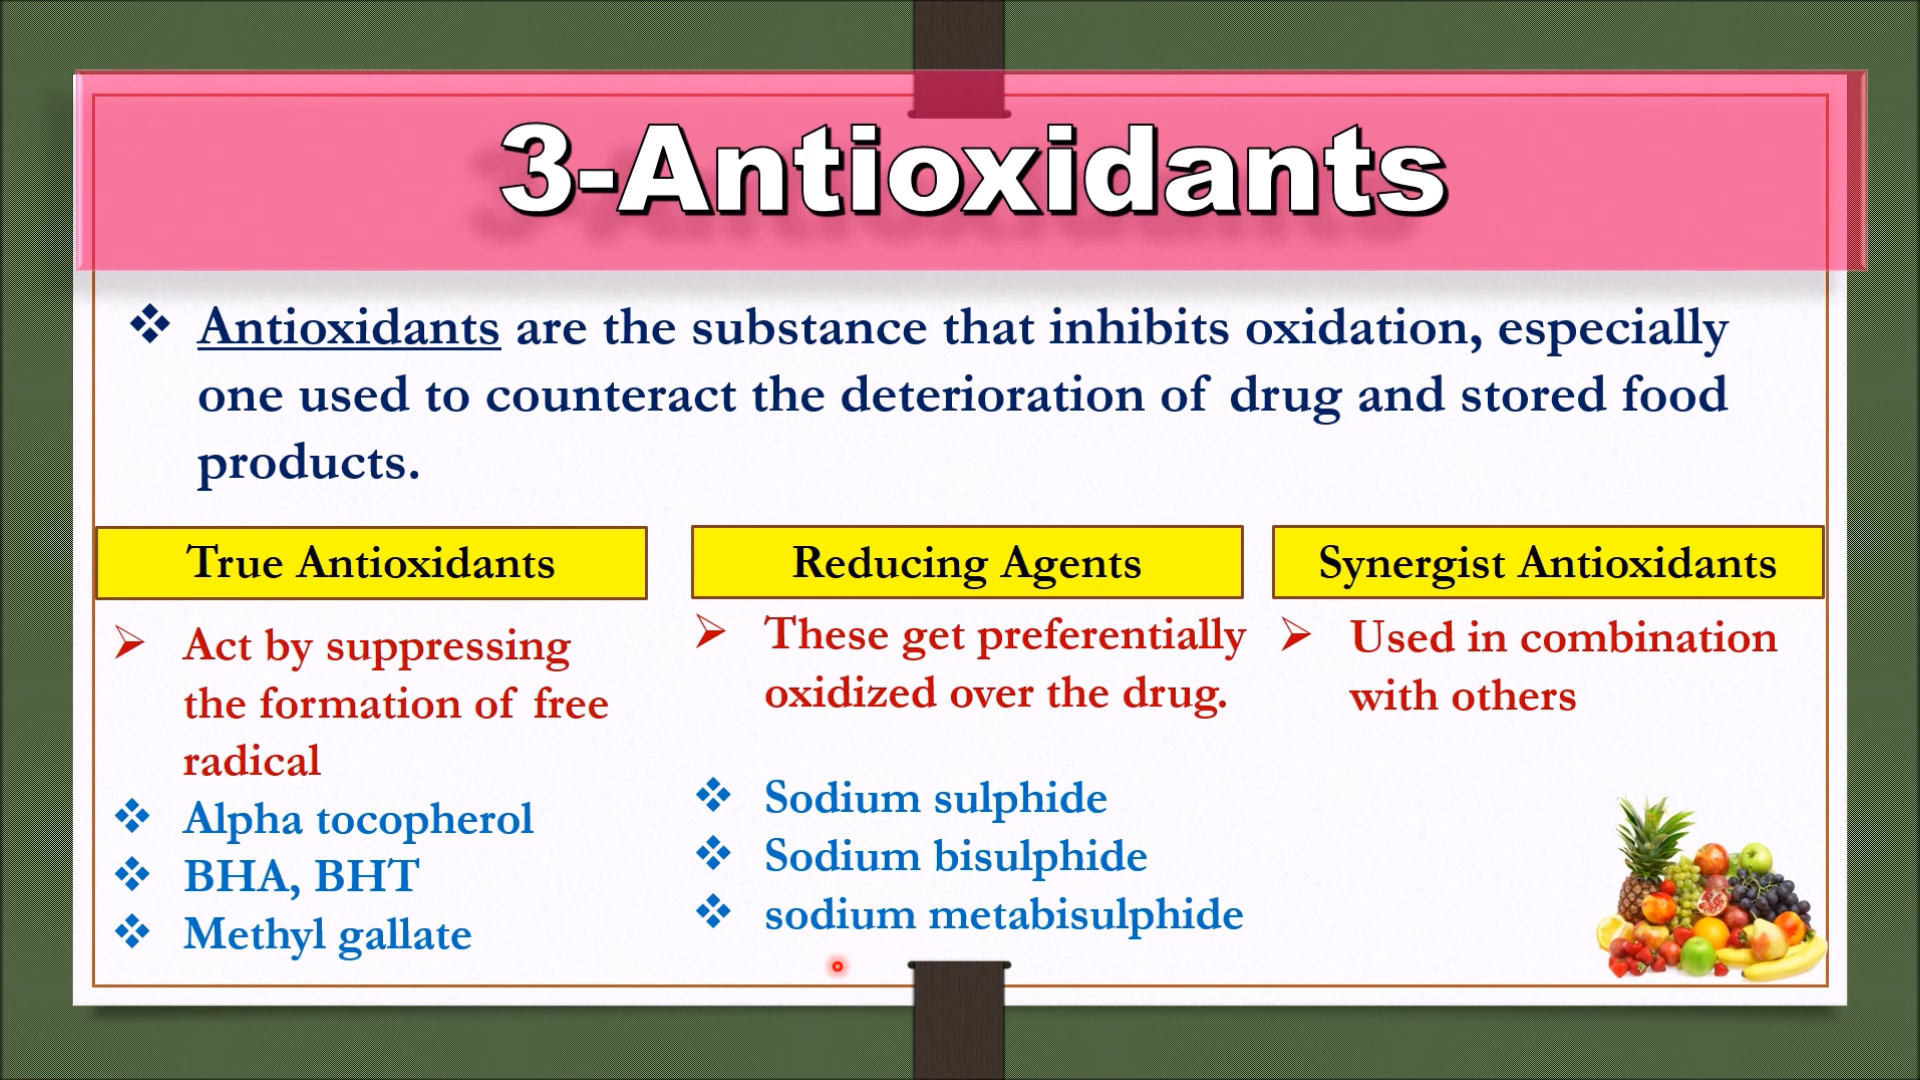 3-Antioxidants
Antioxidants are the substance that inhibits oxidation, especially
one used to counteract the deterioration of drug and stored food
products.
True Antioxidants
Act by suppressing
the formation of free
radical
Alpha tocopherol
BHA, BHT
Methyl gallate
Reducing Agents
These get preferentially
oxidized over the drug.
Sodium sulphide
Sodium bisulphide
sodium metabisulphide
Synergist Antioxidants
Used in combination
with others